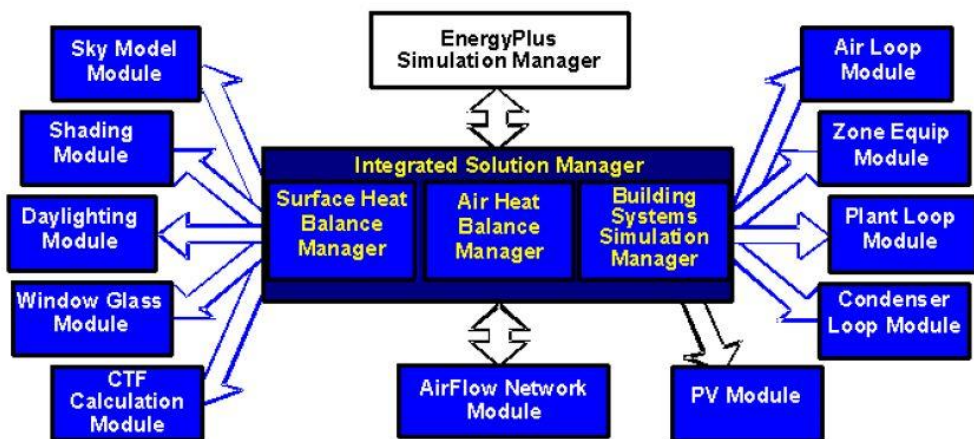 Sky Model
Module
Shading
Module
Daylighting
Module
Window Glass
Module
CTF
Calculation
Module
EnergyPlus
Simulation Manager
Integrated Solution Manager
Surface Heat
Balance
Manager
Air Heat
Balance
Manager
Building
Systems
Simulation
Manager
AirFlow Network
Module
PV Module
Air Loop
Module
Zone Equip
Module
Plant Loop
Module
Condenser
Loop Module